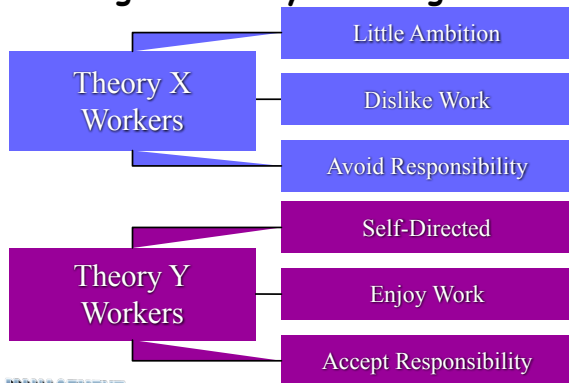 Theory X
Workers
Little Ambition
Dislike Work
Avoid Responsibility
Theory Y
Workers
Self-Directed
Enjoy Work
Accept Responsibility